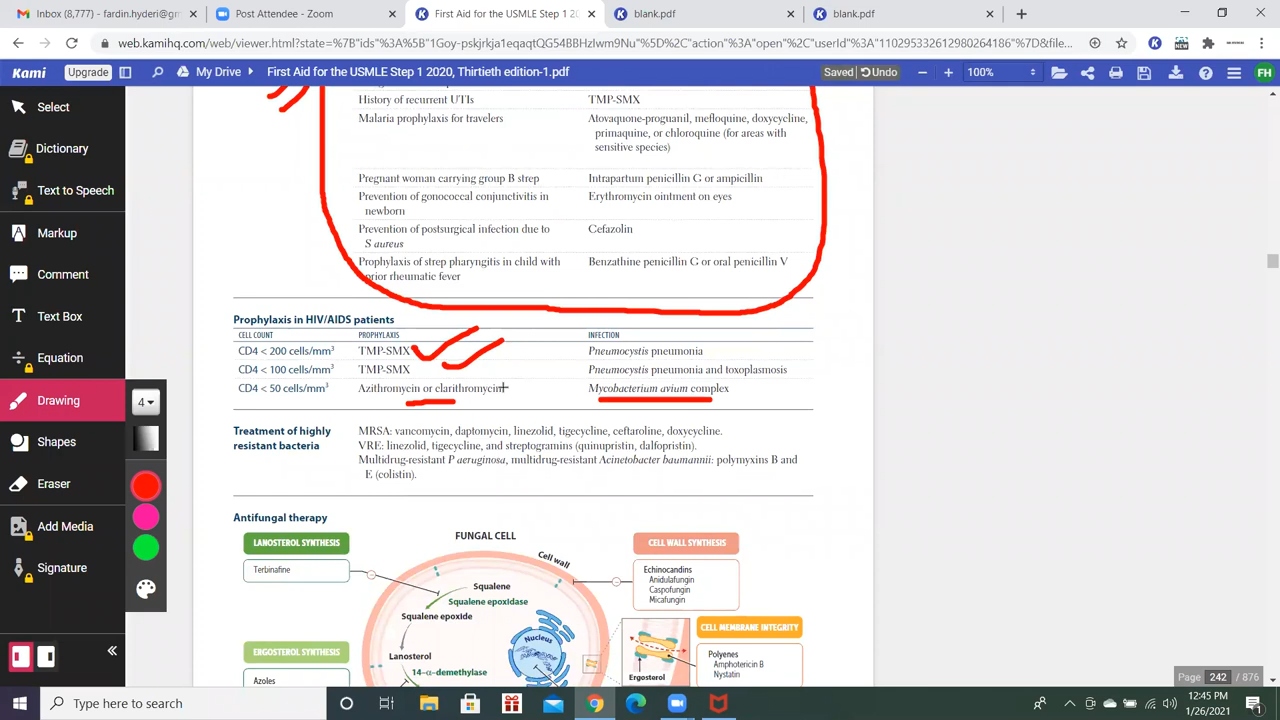 Inbox (8,777) - fardin.hyderi@gm
Post Attendee - Zoom
First Aid for the USMLE Step 1 20
blank.pdf
blank.pdf
web.kamihq.com/web/viewer.html?state=%7B"ids"%3A%5B"1Goy-pskirkja1eqaqtQG54BBHzIwm9Nu"%5D%2C"action"%3A"open"%2C"userId"%3A"110295332612980264186"%7D&file...
Kami
Upgrade
My Drive
First Aid for the USMLE Step 1 2020, Thirtieth edition-1.pdf
Saved
Undo
100%
FH
Select
Dictionary
Text to Speech
Markup
Comment
Text Box
Equation
Drawing
Shapes
Eraser
Add Media
Signature
4
History of recurrent UTIs TMP-SMX
Malaria prophylaxis for travelers Atovaquone-proguanil, mefloquine, doxycycline,
primaquine, or chloroquine (for areas with
sensitive species)
Pregnant woman carrying group B strep Intrapartum penicillin G or ampicillin
Prevention of gonococcal conjunctivitis in Erythromycin ointment on eyes
newborn
Prevention of postsurgical infection due to Cefazolin
S aureus
Prophylaxis of strep pharyngitis in child with Benzathine penicillin G or oral penicillin V
prior rheumatic fever
Prophylaxis in HIV/AIDS patients
CELL COUNT PROPHYLAXIS INFECTION
CD4 < 200 cells/mm³ TMP-SMX Pneumocystis pneumonia
CD4 < 100 cells/mm³ TMP-SMX Pneumocystis pneumonia and toxoplasmosis
CD4 < 50 cells/mm³ Azithromycin or clarithromycin Mycobacterium avium complex
Treatment of highly MRSA: vancomycin, daptomycin, linezolid, tigecycline, ceftaroline, doxycycline.
resistant bacteria VRE: linezolid, tigecycline, and streptogramins (quinupristin, dalfopristin).
Multidrug-resistant P aeruginosa, multidrug-resistant Acinetobacter baumannii: polymyxins B and
E (colistin).
Antifungal therapy
FUNGAL CELL
LANOSTEROL SYNTHESIS
Terbinafine
Cell wall
CELL WALL SYNTHESIS
Echinocandins
Anidulafungin
Caspofungin
Micafungin
Squalene
Squalene epoxidase
Squalene epoxide
Nucleus
CELL MEMBRANE INTEGRITY
Polyenes
Amphotericin B
Nystatin
ERGOSTEROL SYNTHESIS
Azoles
Lanosterol
14-α-demethylase
Ergosterol
Page 242 / 876
Type here to search
12:45 PM
1/26/2021